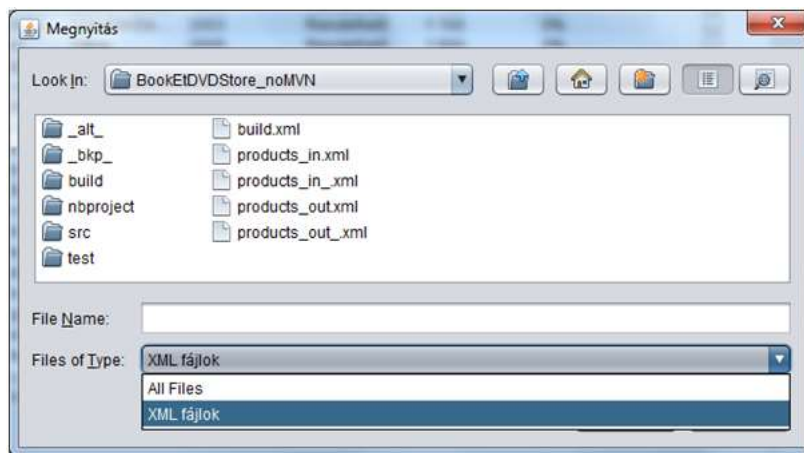 Megnyitás
Look In: BookEtDVDStore_noMVN
_alt_ build.xml
_bkp_ products_in.xml
build products_in_.xml
nbproject products_out.xml
src products_out_.xml
test
File Name:
Files of Type: XML fájlok
All Files
XML fájlok